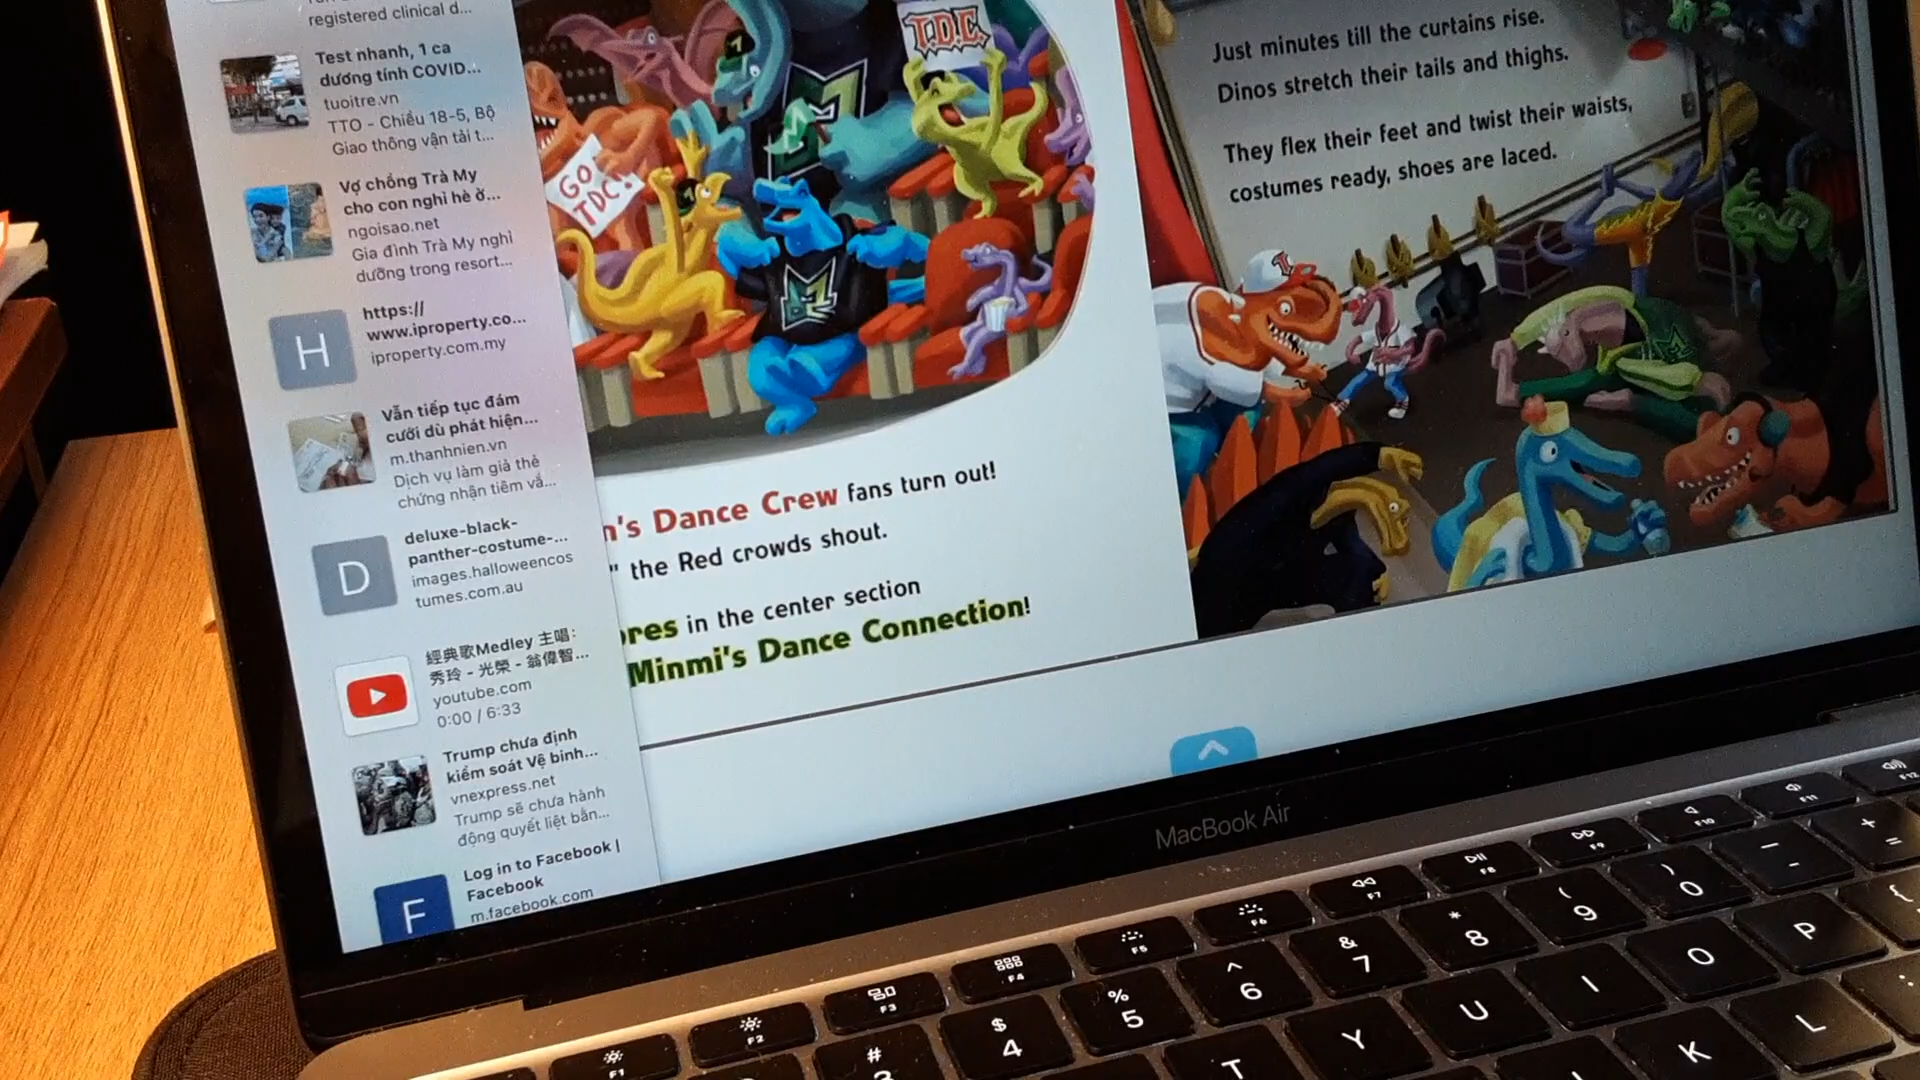 registered clinical d...
Test nhanh, 1 ca
dương tính COVID...
tuoitre.vn
TTO - Chiều 18-5, Bộ
Giao thông vận tải t...
Vợ chồng Trà My
cho con nghỉ hè ở...
ngoisao.net
Gia đình Trà My nghỉ
dưỡng trong resort...
H
https://
www.iproperty.co...
iproperty.com.my
Vẫn tiếp tục đám
cưới dù phát hiện...
m.thanhnien.vn
Dịch vụ làm giả thẻ
chứng nhận tiêm vắ...
D
deluxe-black-
panther-costume-...
images.halloweencos
tumes.com.au
經典歌Medley 主唱:
秀玲 - 光榮 - 翁偉智...
youtube.com
0:00 / 6:33
Trump chưa định
kiểm soát Vệ binh...
vnexpress.net
Trump sẽ chưa hành
động quyết liệt bằn...
F
Log in to Facebook |
Facebook
m.facebook.com
T.D.C.
GO
TDC!
n's Dance Crew fans turn out!
" the Red crowds shout.
ores in the center section
Minmi's Dance Connection!
Just minutes till the curtains rise.
Dinos stretch their tails and thighs.
They flex their feet and twist their waists,
costumes ready, shoes are laced.
MacBook Air
F1
F2
F3
F4
F5
F6
F7
F8
F9
F10
F11
F12
#
3
$
4
%
5
^
6
&
7
*
8
(
9
)
0
_
-
+
=
T
Y
U
I
O
P
{
K
L
: